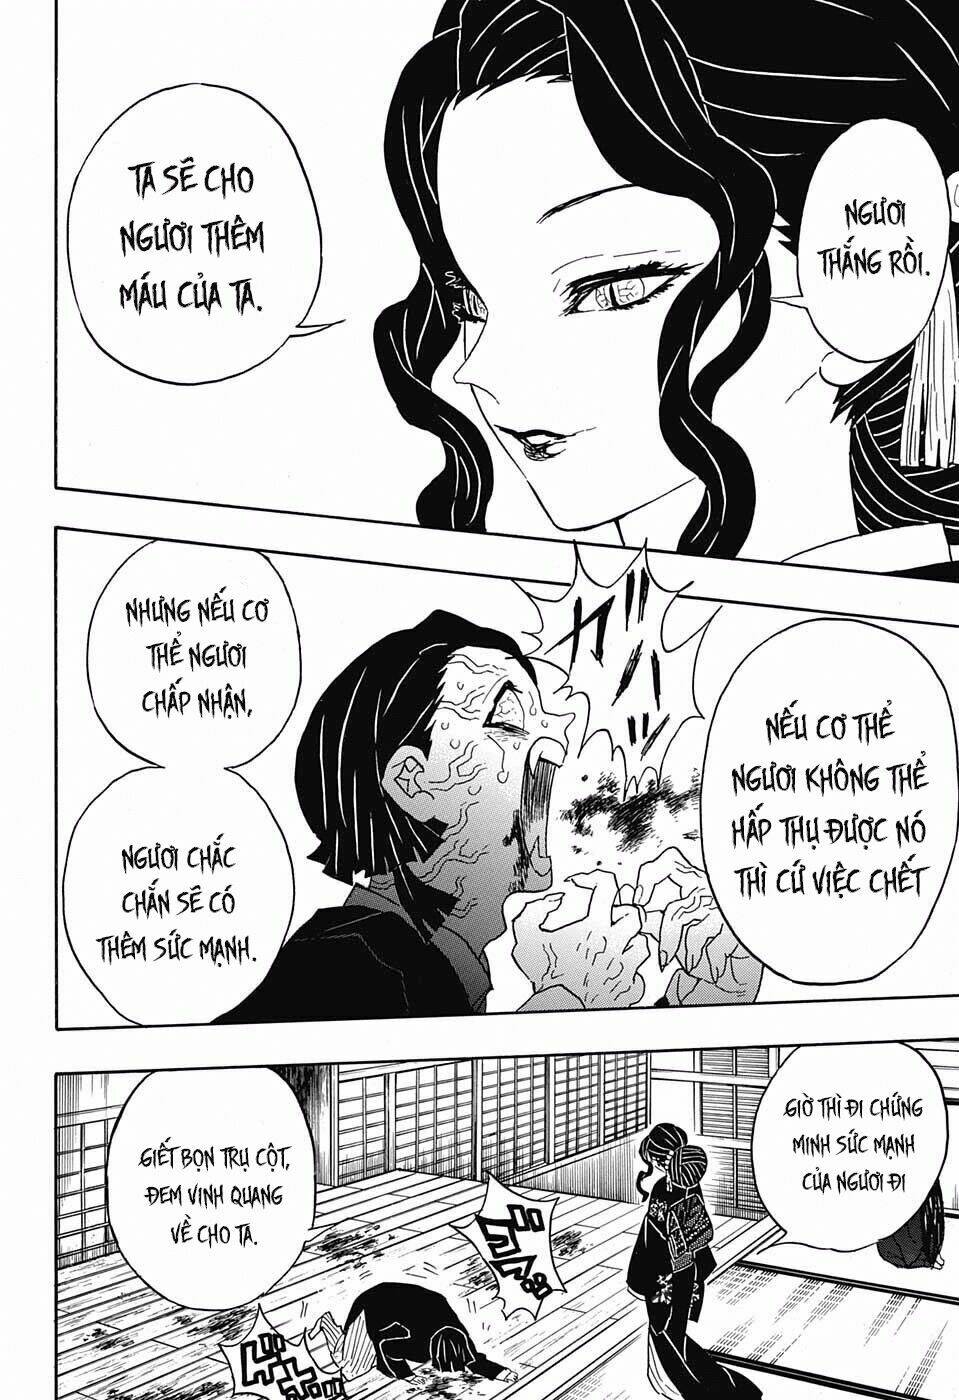 NGƯƠI
THẮNG RỒI.
TA SẼ CHO
NGƯƠI THÊM
MÁU CỦA TA.
ガ
NẾU CƠ THỂ
NGƯƠI KHÔNG THỂ
HẤP THỤ ĐƯỢC NÓ
THÌ CỨ VIỆC CHẾT
NHƯNG NẾU CƠ
THỂ NGƯƠI
CHẤP NHẬN,
NGƯƠI CHẮC
CHẮN SẼ CÓ
THÊM SỨC MẠNH.
GIỜ THÌ ĐI CHỨNG
MINH SỨC MẠNH
CỦA NGƯƠI ĐI
GIẾT BỌN TRỤ CỘT,
ĐEM VINH QUANG
VỀ CHO TA.